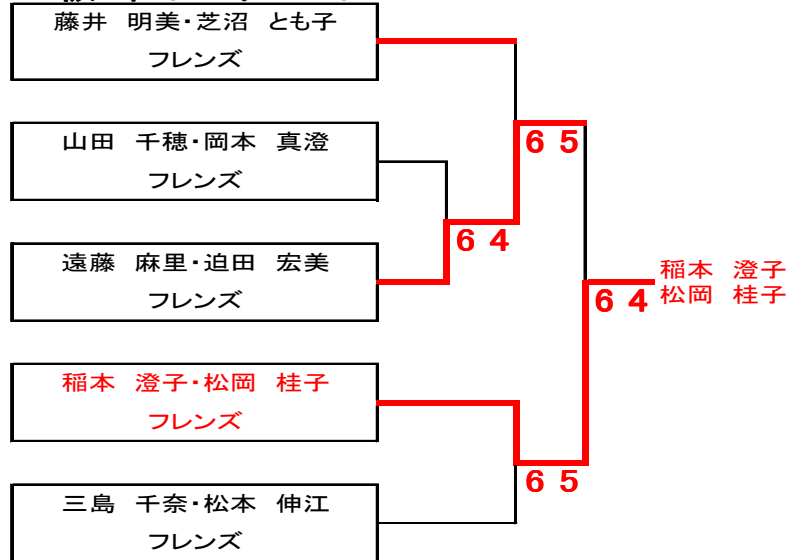 藤井　明美・芝沼　とも子
フレンズ
山田　千穂・岡本　真澄
フレンズ
６ ５
６ ４
遠藤　麻里・迫田　宏美
フレンズ
稲本　澄子
松岡　桂子
６ ４
稲本　澄子・松岡　桂子
フレンズ
６ ５
三島　千奈・松本　伸江
フレンズ